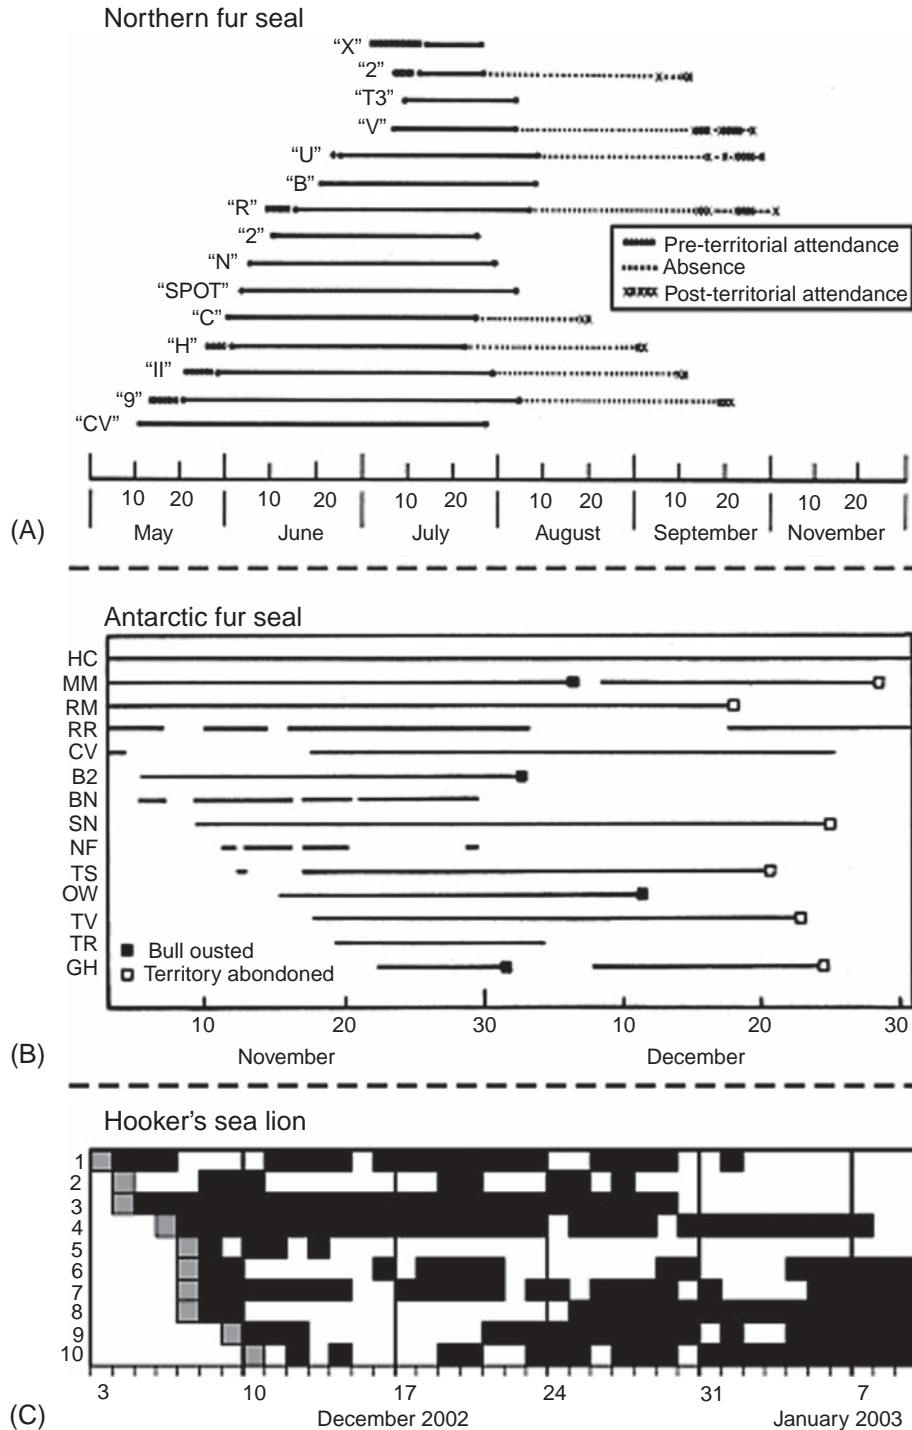 Northern fur seal
“X”
“2”
“T3”
“V”
“U”
“B”
“R”
“2”
“N”
“SPOT”
“C”
“H”
“II”
“9”
“CV”
Pre-territorial attendance
Absence
Post-territorial attendance
10 20 10 20 10 20 10 20 10 20 10 20
(A) May June July August September November
Antarctic fur seal
HC
MM
RM
RR
CV
B2
BN
SN
NF
TS
OW
TV
TR
GH
Bull ousted
Territory abondoned
10 20 30 10 20 30
(B) November December
Hooker's sea lion
1
2
3
4
5
6
7
8
9
10
3 10 17 24 31 7
(C) December 2002 January 2003